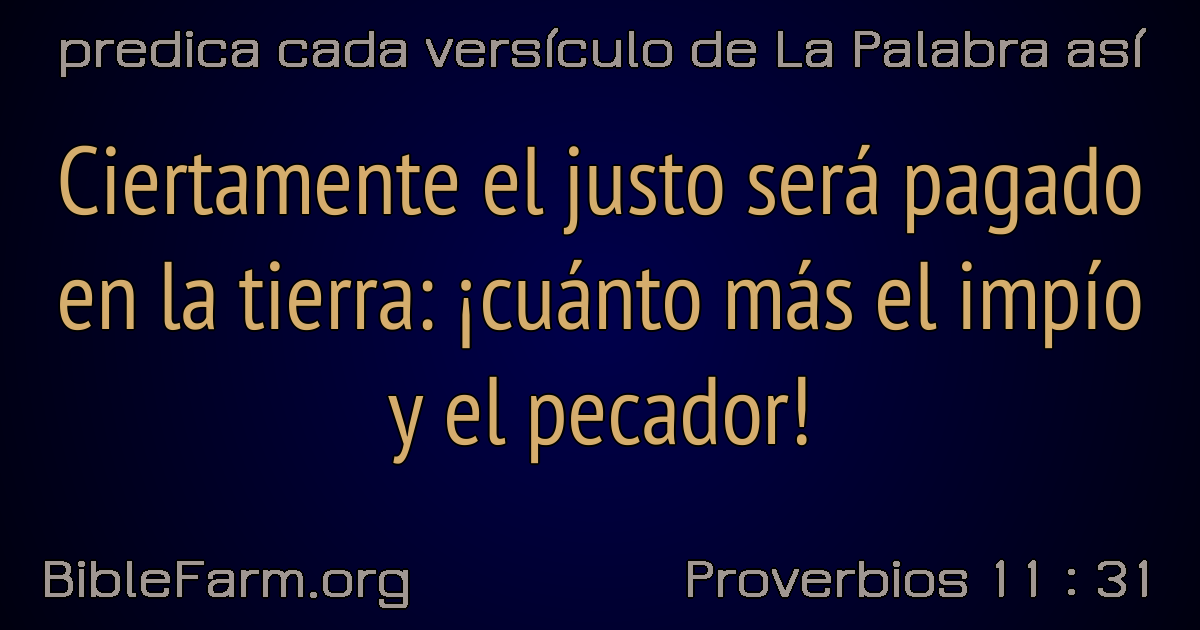 predica cada versículo de La Palabra así
Ciertamente el justo será pagado
en la tierra: ¡cuánto más el impío
y el pecador!
BibleFarm.org
Proverbios 11 : 31